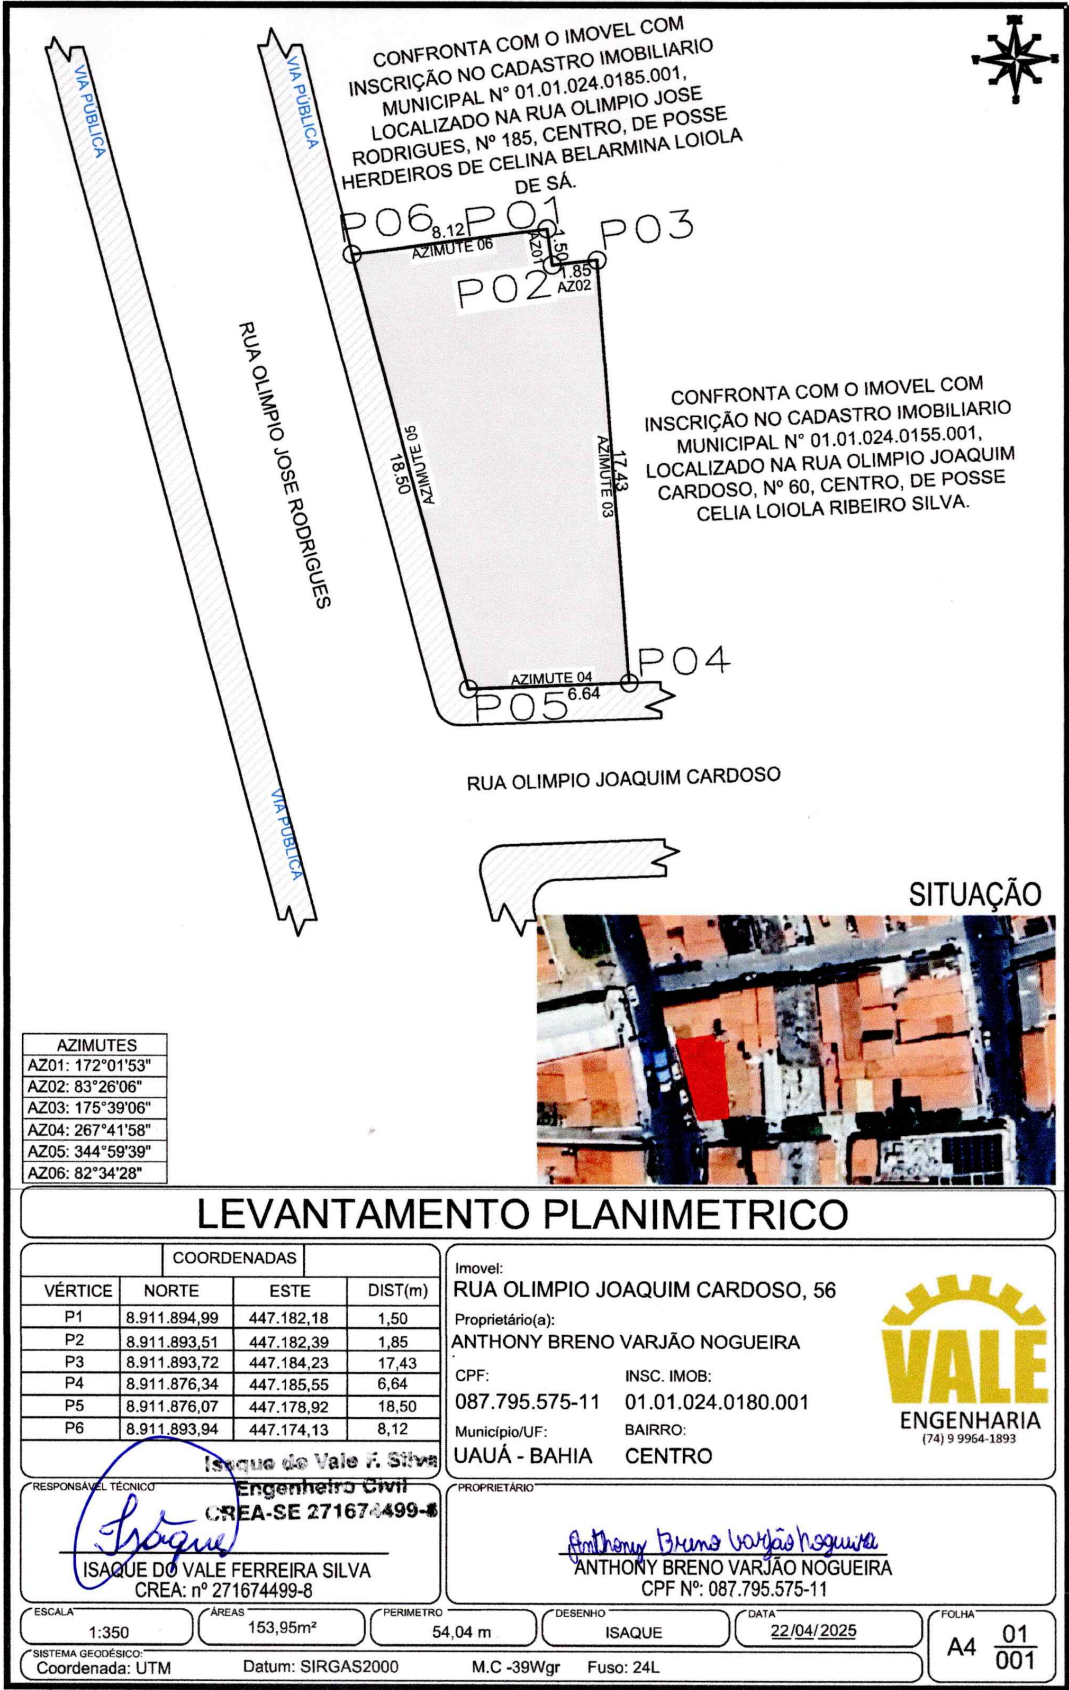 CONFRONTA COM O IMOVEL COM
INSCRIÇÃO NO CADASTRO IMOBILIARIO
MUNICIPAL N° 01.01.024.0185.001,
LOCALIZADO NA RUA OLIMPIO JOSE
RODRIGUES, Nº 185, CENTRO, DE POSSE
HERDEIROS DE CELINA BELARMINA LOIOLA
DE SÁ.
VIA PÚBLICA
VIA PÚBLICA
P06
P01
P03
8.12
AZIMUTE 06
1.50
AZ01
P02
1.85
AZ02
RUA OLIMPIO JOSE RODRIGUES
CONFRONTA COM O IMOVEL COM
INSCRIÇÃO NO CADASTRO IMOBILIARIO
MUNICIPAL N° 01.01.024.0155.001,
LOCALIZADO NA RUA OLIMPIO JOAQUIM
CARDOSO, Nº 60, CENTRO, DE POSSE
CELIA LOIOLA RIBEIRO SILVA.
AZIMUTE 05
18.50
17.43
AZIMUTE 03
P04
AZIMUTE 04
6.64
P05
RUA OLIMPIO JOAQUIM CARDOSO
VIA PÚBLICA
SITUAÇÃO
AZIMUTES
AZ01: 172°01'53"
AZ02: 83°26'06"
AZ03: 175°39'06"
AZ04: 267°41'58"
AZ05: 344°59'39"
AZ06: 82°34'28"
LEVANTAMENTO PLANIMETRICO
COORDENADAS
VÉRTICE NORTE ESTE DIST(m)
P1 8.911.894,99 447.182,18 1,50
P2 8.911.893,51 447.182,39 1,85
P3 8.911.893,72 447.184,23 17,43
P4 8.911.876,34 447.185,55 6,64
P5 8.911.876,07 447.178,92 18,50
P6 8.911.893,94 447.174,13 8,12
Imovel:
RUA OLIMPIO JOAQUIM CARDOSO, 56
Proprietário(a):
ANTHONY BRENO VARJÃO NOGUEIRA
CPF: INSC. IMOB:
087.795.575-11 01.01.024.0180.001
Município/UF: BAIRRO:
UAUÁ - BAHIA CENTRO
VALE
ENGENHARIA
(74) 9 9964-1893
Isaque do Vale F. Silva
Engenheiro Civil
CREA-SE 271674499-8
RESPONSÁVEL TÉCNICO
Isaque
ISAQUE DO VALE FERREIRA SILVA
CREA: nº 271674499-8
PROPRIETÁRIO
Anthony Breno Varjão Nogueira
ANTHONY BRENO VARJÃO NOGUEIRA
CPF Nº: 087.795.575-11
ESCALA
1:350
ÁREAS
153,95m²
PERIMETRO
54,04 m
DESENHO
ISAQUE
DATA
22/04/2025
FOLHA
A4 01
001
SISTEMA GEODÉSICO:
Coordenada: UTM Datum: SIRGAS2000 M.C -39Wgr Fuso: 24L